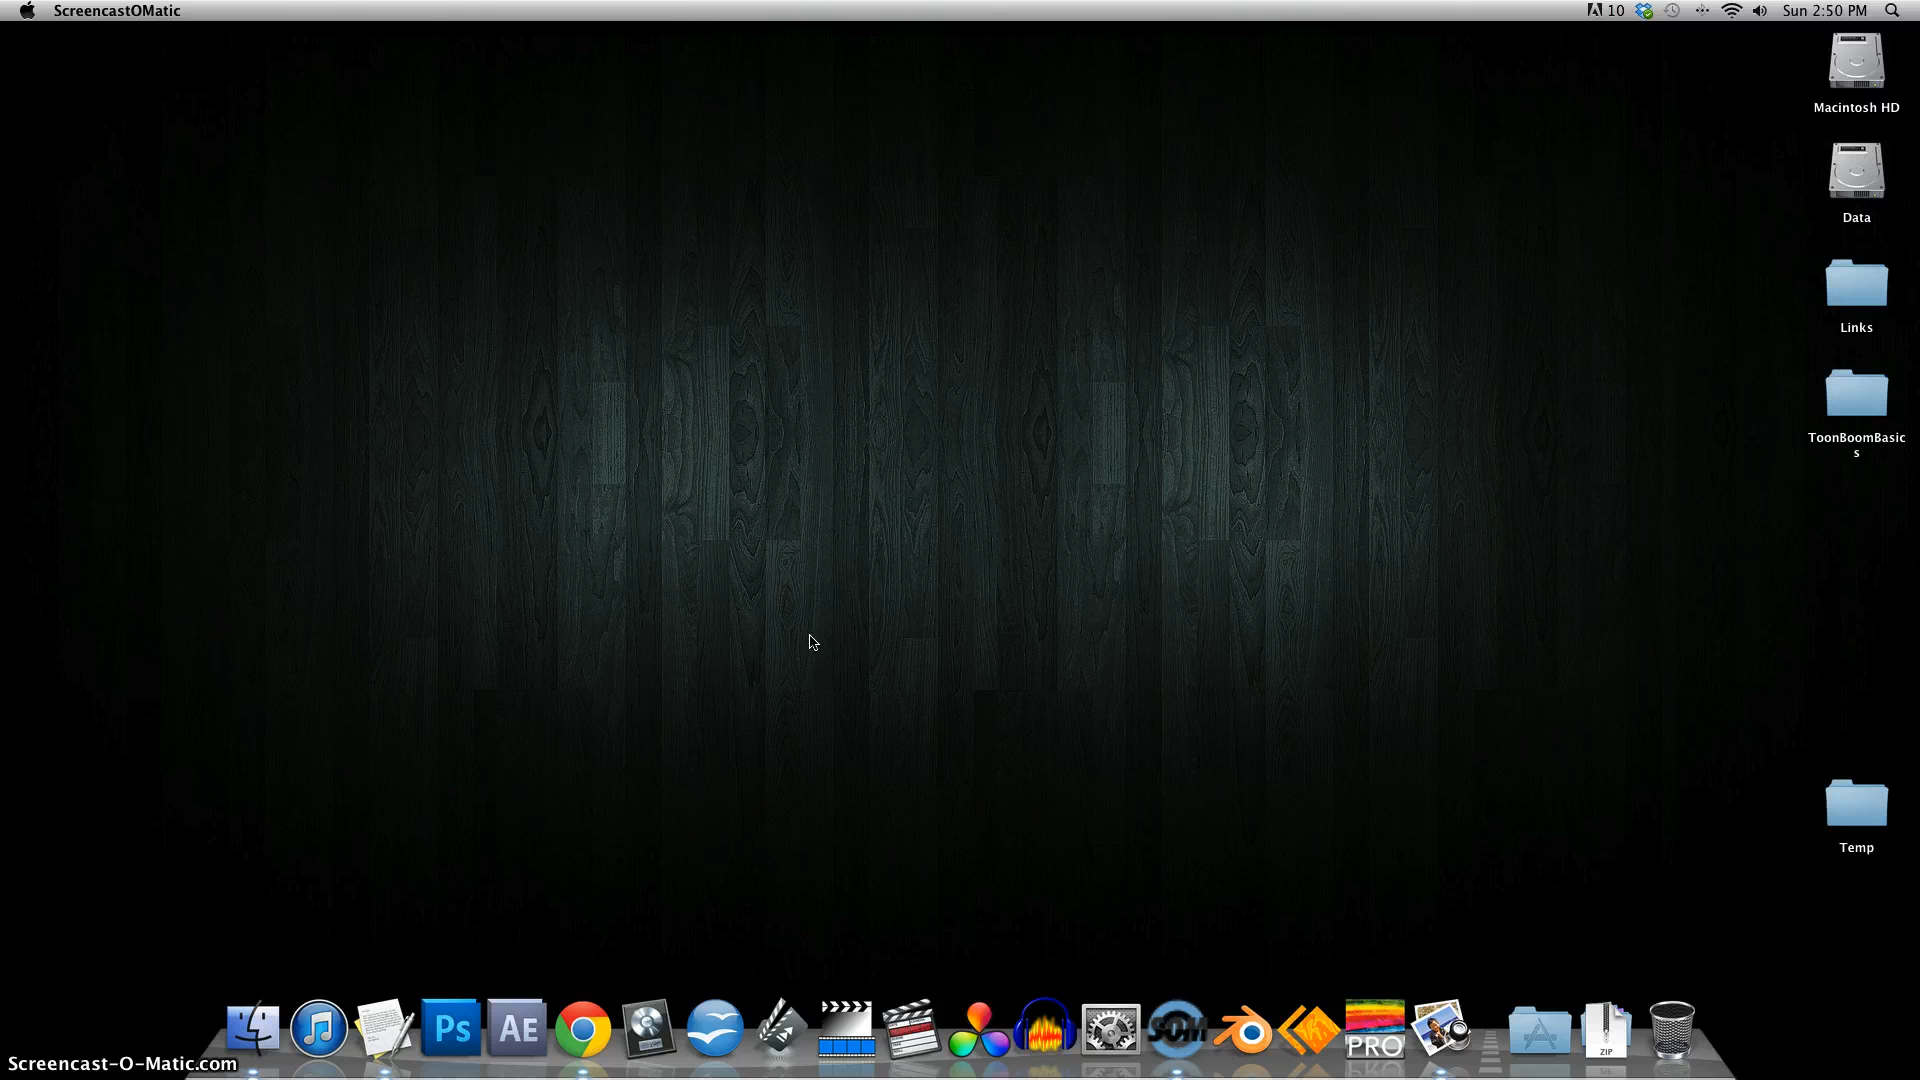 ScreencastOMatic
10
Sun 2:50 PM
Macintosh HD
Data
Links
ToonBoomBasic
s
Temp
Ps
AE
SOM
PRO
ZIP
Screencast-O-Matic.com